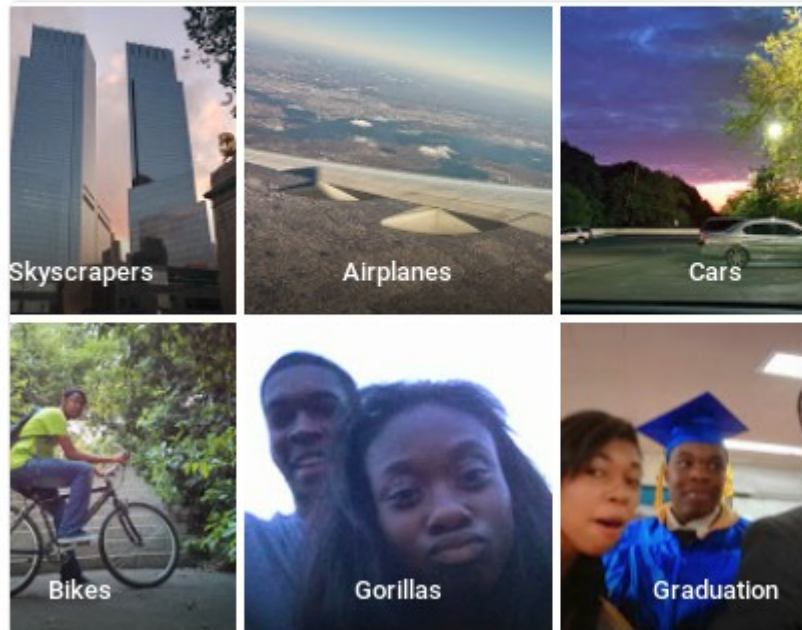 Skyscrapers
Airplanes
Cars
Bikes
Gorillas
Graduation